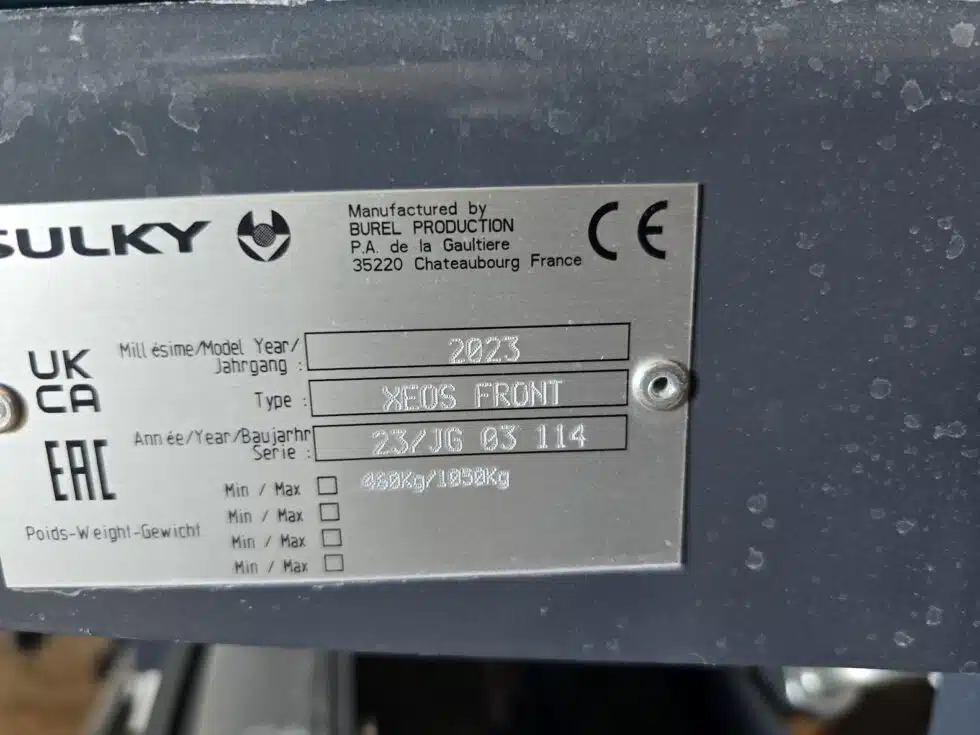 SULKY
Manufactured by
BUREL PRODUCTION
P.A. de la Gaultiere
35220 Chateaubourg France
CE
UK
CA
EAC
Millésime/Model Year/
Jahrgang :
2023
Type :
XEOS FRONT
Année/Year/Baujarhr
Serie :
23/JG 03 114
Poids-Weight-Gewicht
Min / Max
460Kg/1050Kg
Min / Max
Min / Max
Min / Max